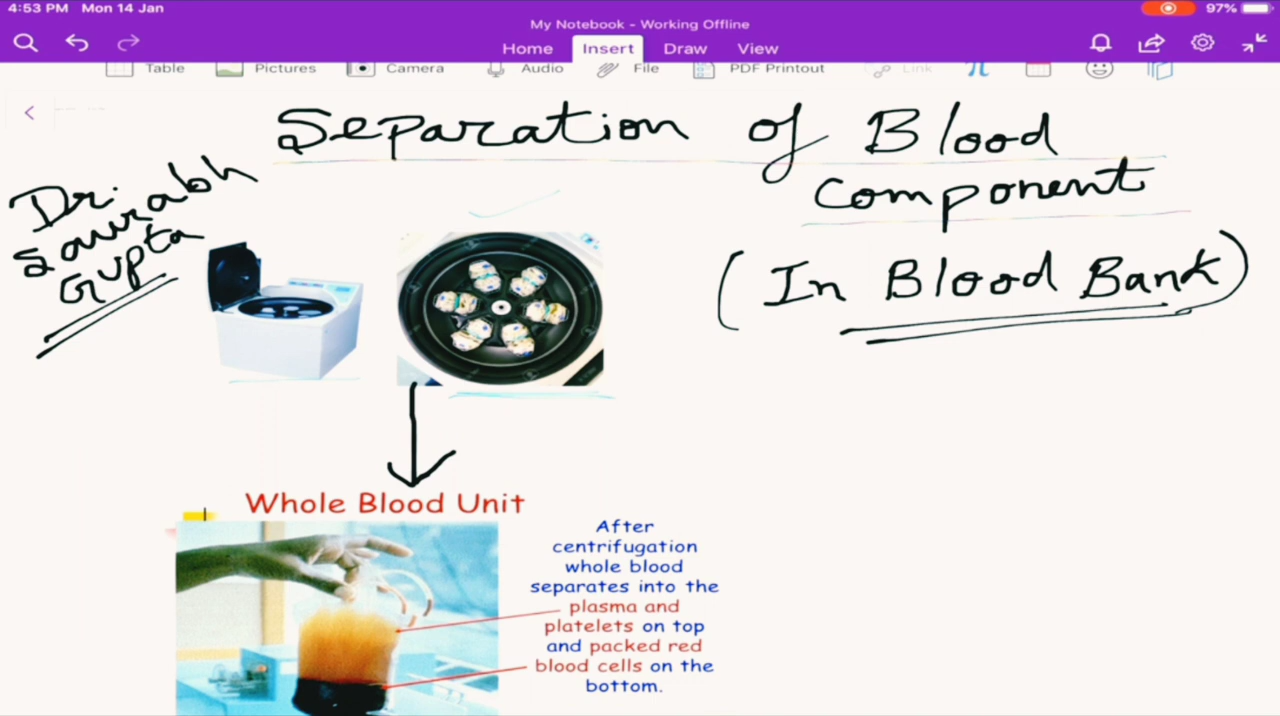 4:53 PM Mon 14 Jan
97%
My Notebook - Working Offline
Home Insert Draw View
Table Pictures Camera Audio File PDF Printout Link
Separation of Blood
component
(In Blood Bank)
Dr.
Saurabh
Gupta
Whole Blood Unit
After
centrifugation
whole blood
separates into the
plasma and
platelets on top
and packed red
blood cells on the
bottom.